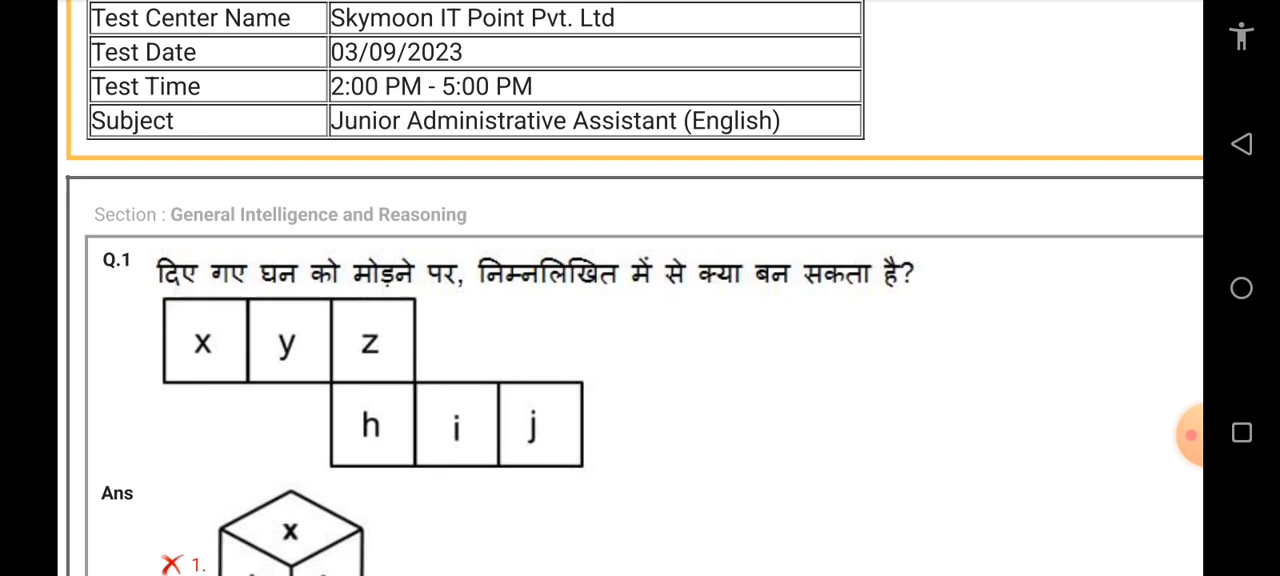 Test Center Name Skymoon IT Point Pvt. Ltd
Test Date 03/09/2023
Test Time 2:00 PM - 5:00 PM
Subject Junior Administrative Assistant (English)
Section : General Intelligence and Reasoning
Q.1 दिए गए घन को मोड़ने पर, निम्नलिखित में से क्या बन सकता है?
x y z
h i j
Ans
x
1.